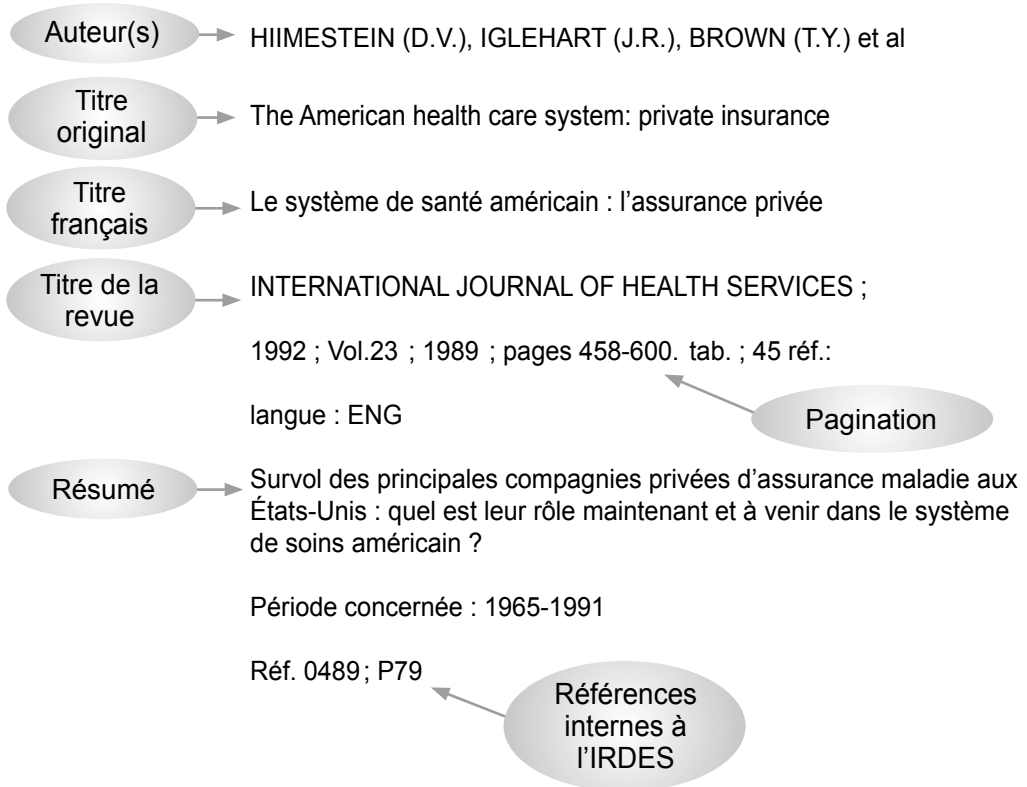 Auteur(s)
HIIMESTEIN (D.V.), IGLEHART (J.R.), BROWN (T.Y.) et al
Titre
original
The American health care system: private insurance
Titre
français
Le système de santé américain : l’assurance privée
Titre de la
revue
INTERNATIONAL JOURNAL OF HEALTH SERVICES ;
1992 ; Vol.23 ; 1989 ; pages 458-600. tab. ; 45 réf.:
langue : ENG
Pagination
Résumé
Survol des principales compagnies privées d’assurance maladie aux
États-Unis : quel est leur rôle maintenant et à venir dans le système
de soins américain ?
Période concernée : 1965-1991
Réf. 0489 ; P79
Références
internes à
l’IRDES